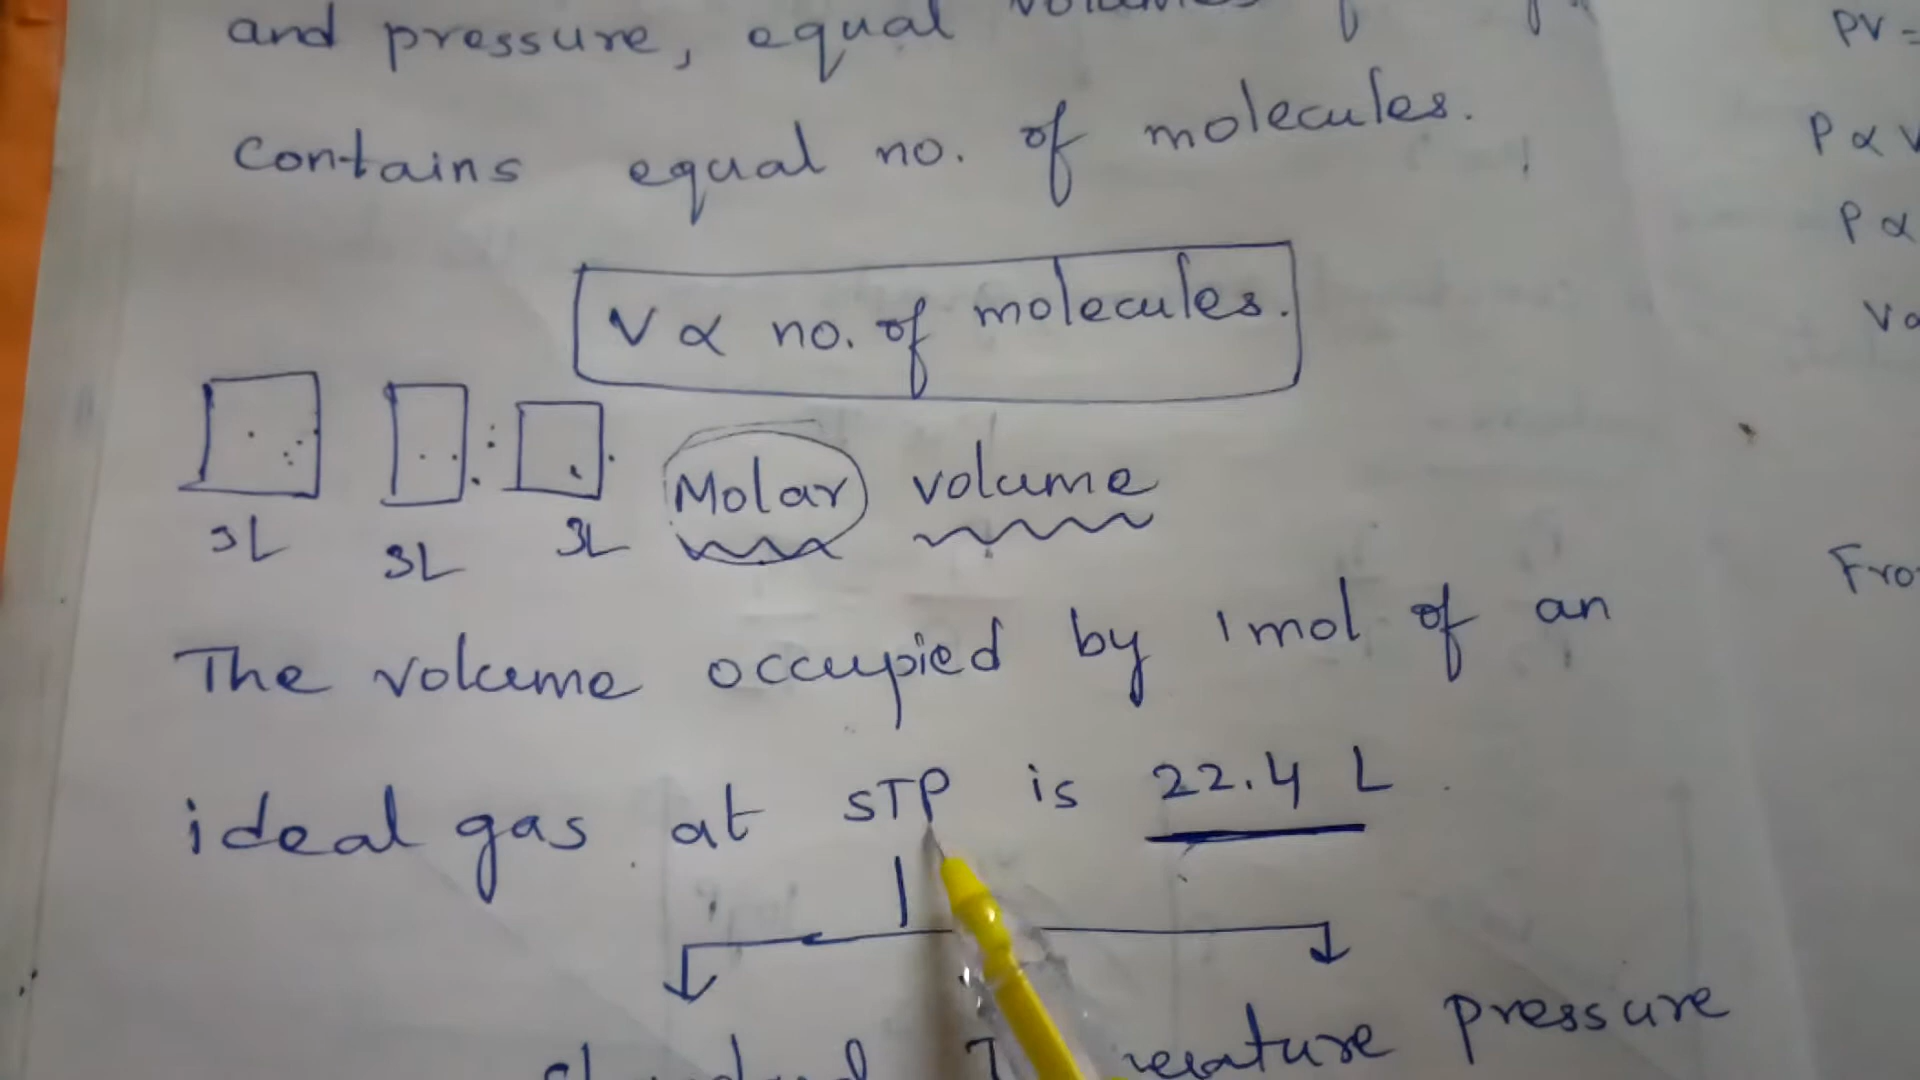 and pressure, equal
contains equal no. of molecules.
V ∝ no. of molecules.
3L 3L 3L
Molar volume
The volume occupied by 1 mol of an
ideal gas at STP is 22.4 L
pressure
PV =
P ∝ V
P ∝
V ∝